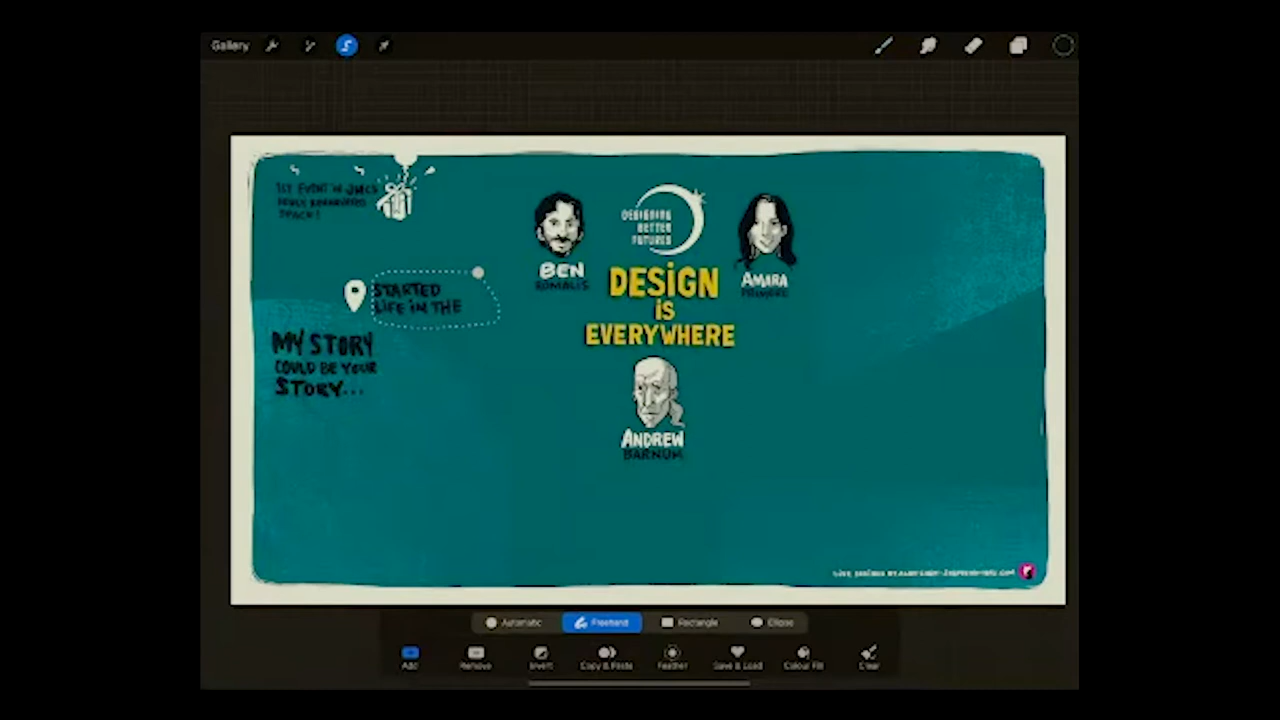 Gallery
1ST EVENT IN
STARTED
LIFE IN THE
MY STORY
COULD BE YOUR
STORY...
BEN
ROMALIS
DESIGNING
BETTER
FUTURES
AMARA
DESIGN
IS
EVERYWHERE
ANDREW
BARNUM
Automatic
Freehand
Rectangle
Ellipse
Add
Remove
Invert
Copy & Paste
Feather
Save & Load
Colour Fill
Clear